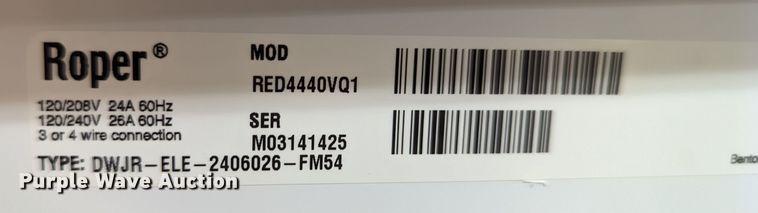 Roper®
120/208V 24A 60Hz
120/240V 26A 60Hz
3 or 4 wire connection
TYPE: DWJR-ELE-2406026-FM54
MOD
RED4440VQ1
SER
M03141425
Purple Wave Auction